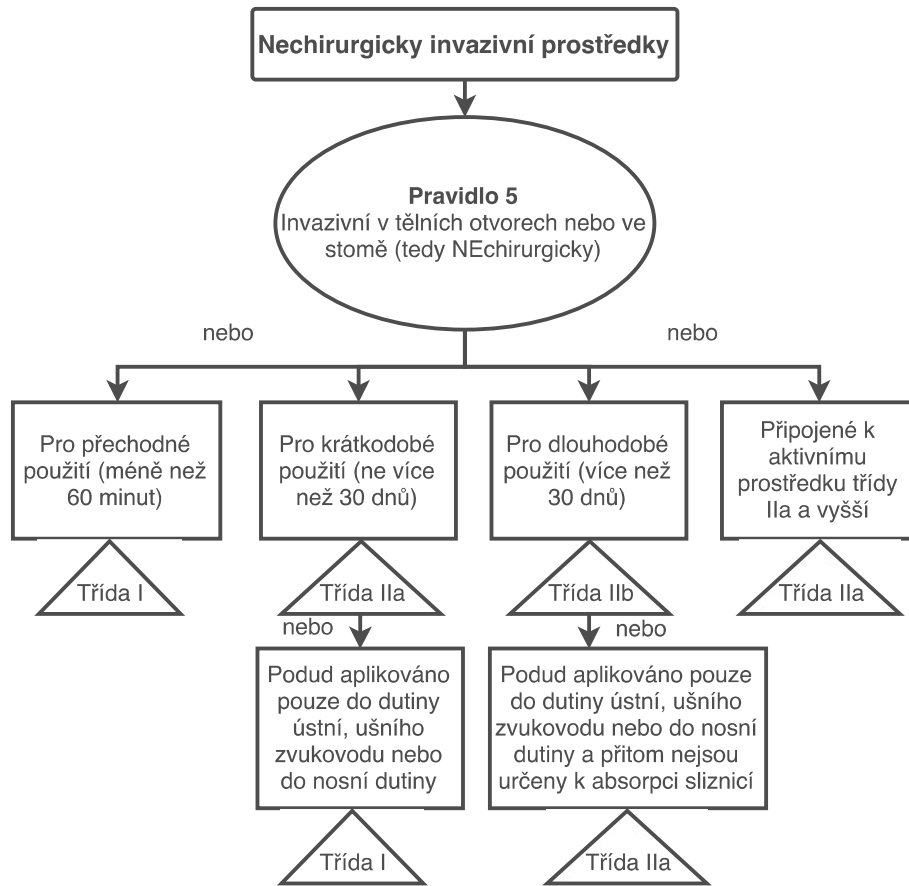 Nechirurgicky invazivní prostředky
Pravidlo 5
Invazivní v tělních otvorech nebo ve
stomě (tedy NEchirurgicky)
nebo
nebo
Pro přechodné
použití (méně než
60 minut)
Třída I
Pro krátkodobé
použití (ne více
než 30 dnů)
Třída IIa
Pro dlouhodobé
použití (více než
30 dnů)
Třída IIb
Připojené k
aktivnímu
prostředku třídy
IIa a vyšší
Třída IIa
nebo
Podud aplikováno
pouze do dutiny
ústní, ušního
zvukovodu nebo
do nosní dutiny
Třída I
nebo
Podud aplikováno pouze
do dutiny ústní, ušního
zvukovodu nebo do nosní
dutiny a přitom nejsou
určeny k absorpci sliznicí
Třída IIa